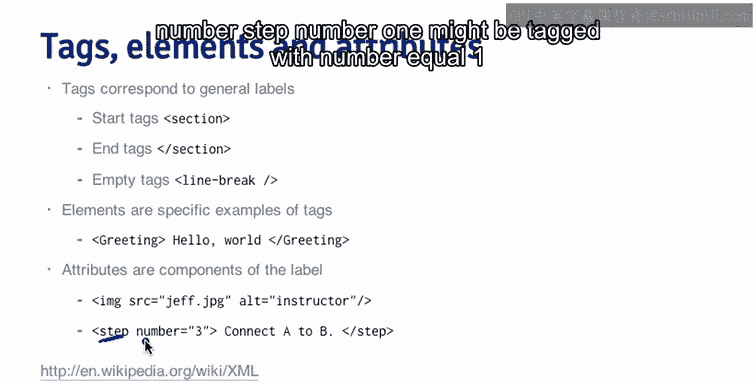 number step number one might be tagged
with number equal 1
Tags, elements and attributes
· Tags correspond to general labels
- Start tags <section>
- End tags </section>
- Empty tags <line-break />
· Elements are specific examples of tags
- <Greeting> Hello, world </Greeting>
· Attributes are components of the label
- <img src="jeff.jpg" alt="instructor"/>
- <step number="3"> Connect A to B. </step>
http://en.wikipedia.org/wiki/XML